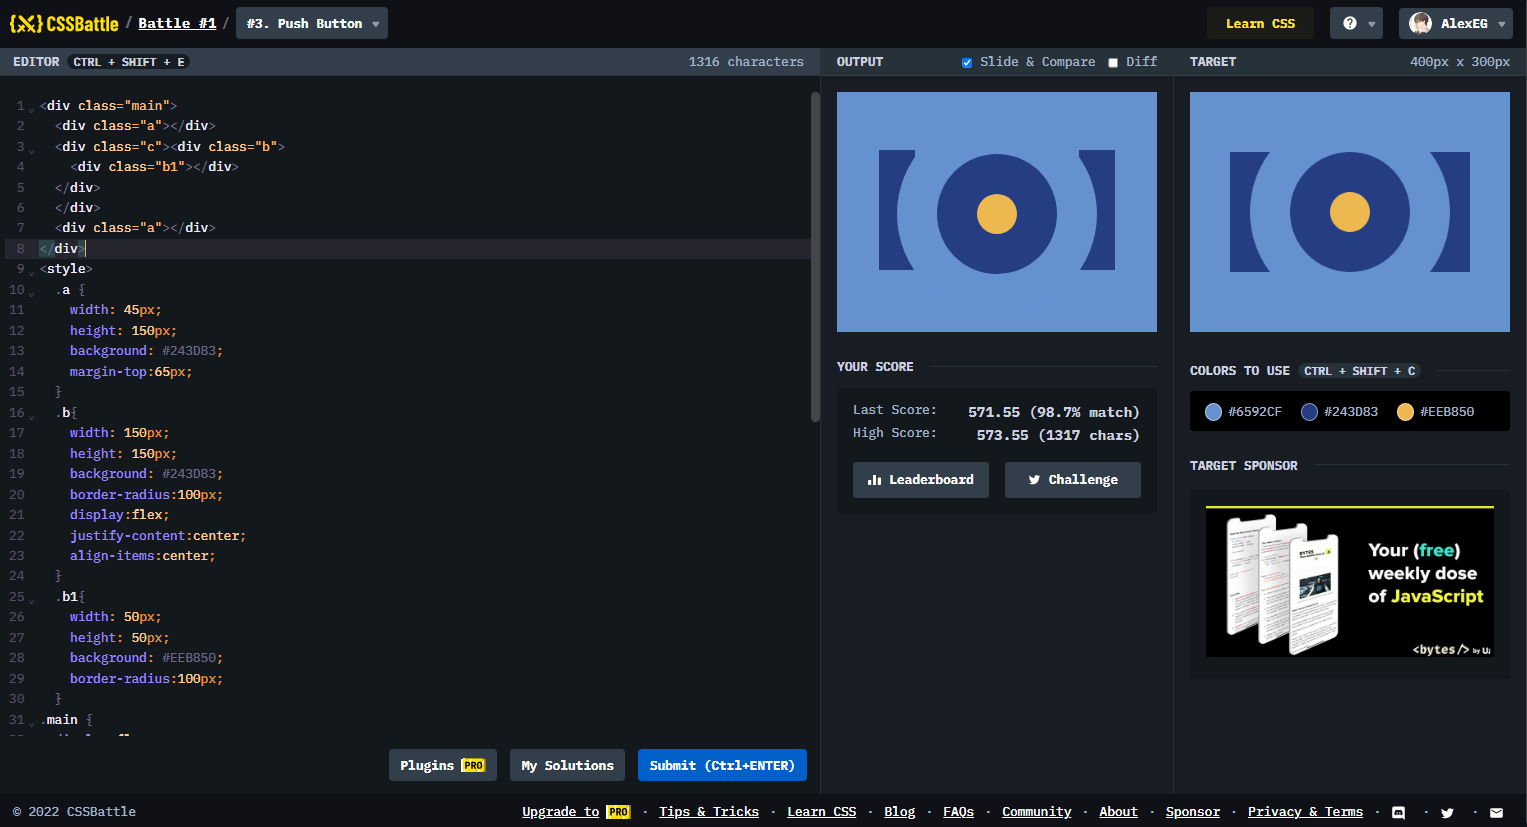 {X} CSSBattle / Battle #1 / #3. Push Button
Learn CSS
? AlexEG
EDITOR CTRL + SHIFT + E 1316 characters
OUTPUT Slide & Compare Diff
TARGET 400px x 300px
1 <div class="main">
2 <div class="a"></div>
3 <div class="c"><div class="b">
4 <div class="b1"></div>
5 </div>
6 </div>
7 <div class="a"></div>
8 </div>
9 <style>
10 .a {
11 width: 45px;
12 height: 150px;
13 background: #243D83;
14 margin-top:65px;
15 }
16 .b{
17 width: 150px;
18 height: 150px;
19 background: #243D83;
20 border-radius:100px;
21 display:flex;
22 justify-content:center;
23 align-items:center;
24 }
25 .b1{
26 width: 50px;
27 height: 50px;
28 background: #EEB850;
29 border-radius:100px;
30 }
31 .main {
Plugins PRO
My Solutions
Submit (Ctrl+ENTER)
YOUR SCORE
Last Score: 571.55 (98.7% match)
High Score: 573.55 (1317 chars)
Leaderboard
Challenge
COLORS TO USE CTRL + SHIFT + C
#6592CF #243D83 #EEB850
TARGET SPONSOR
Your (free)
weekly dose
of JavaScript
<bytes/> by
© 2022 CSSBattle
Upgrade to PRO · Tips & Tricks · Learn CSS · Blog · FAQs · Community · About · Sponsor · Privacy & Terms · · ·